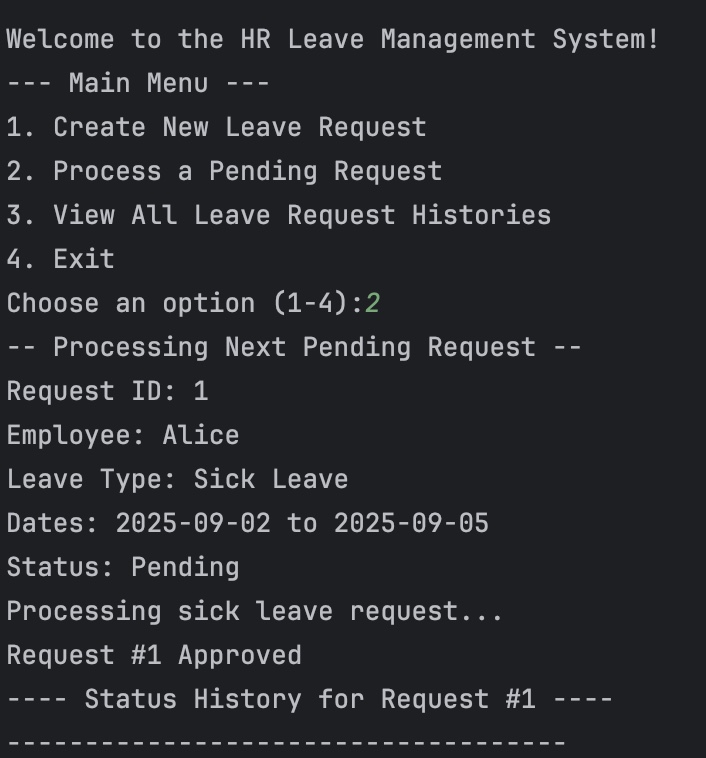 Welcome to the HR Leave Management System!
--- Main Menu ---
1. Create New Leave Request
2. Process a Pending Request
3. View All Leave Request Histories
4. Exit
Choose an option (1-4):2
-- Processing Next Pending Request --
Request ID: 1
Employee: Alice
Leave Type: Sick Leave
Dates: 2025-09-02 to 2025-09-05
Status: Pending
Processing sick leave request...
Request #1 Approved
---- Status History for Request #1 ----
------------------------------------